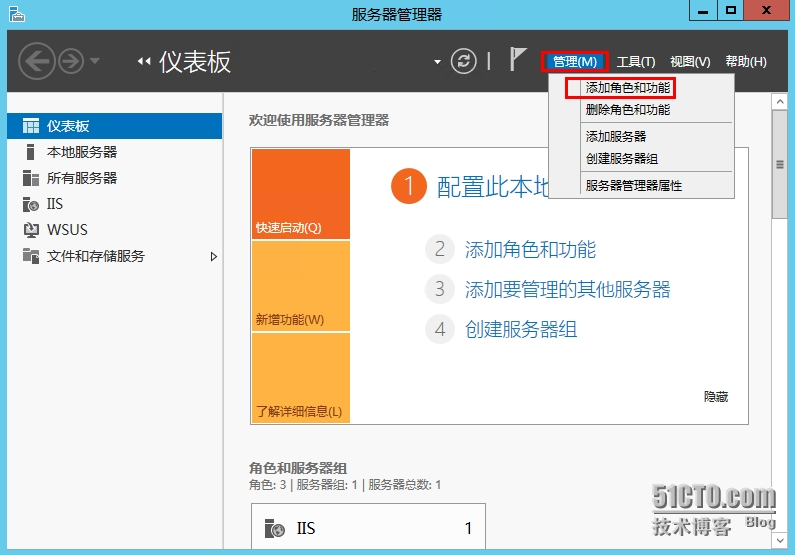 服务器管理器
仪表板
管理(M) 工具(T) 视图(V) 帮助(H)
添加角色和功能
删除角色和功能
添加服务器
创建服务器组
服务器管理器属性
仪表板
本地服务器
所有服务器
IIS
WSUS
文件和存储服务
欢迎使用服务器管理器
快速启动(Q)
新增功能(W)
了解详细信息(L)
1 配置此本地
2 添加角色和功能
3 添加要管理的其他服务器
4 创建服务器组
隐藏
角色和服务器组
角色: 3 | 服务器组: 1 | 服务器总数: 1
IIS 1
51CTO.com
技术博客 Blog